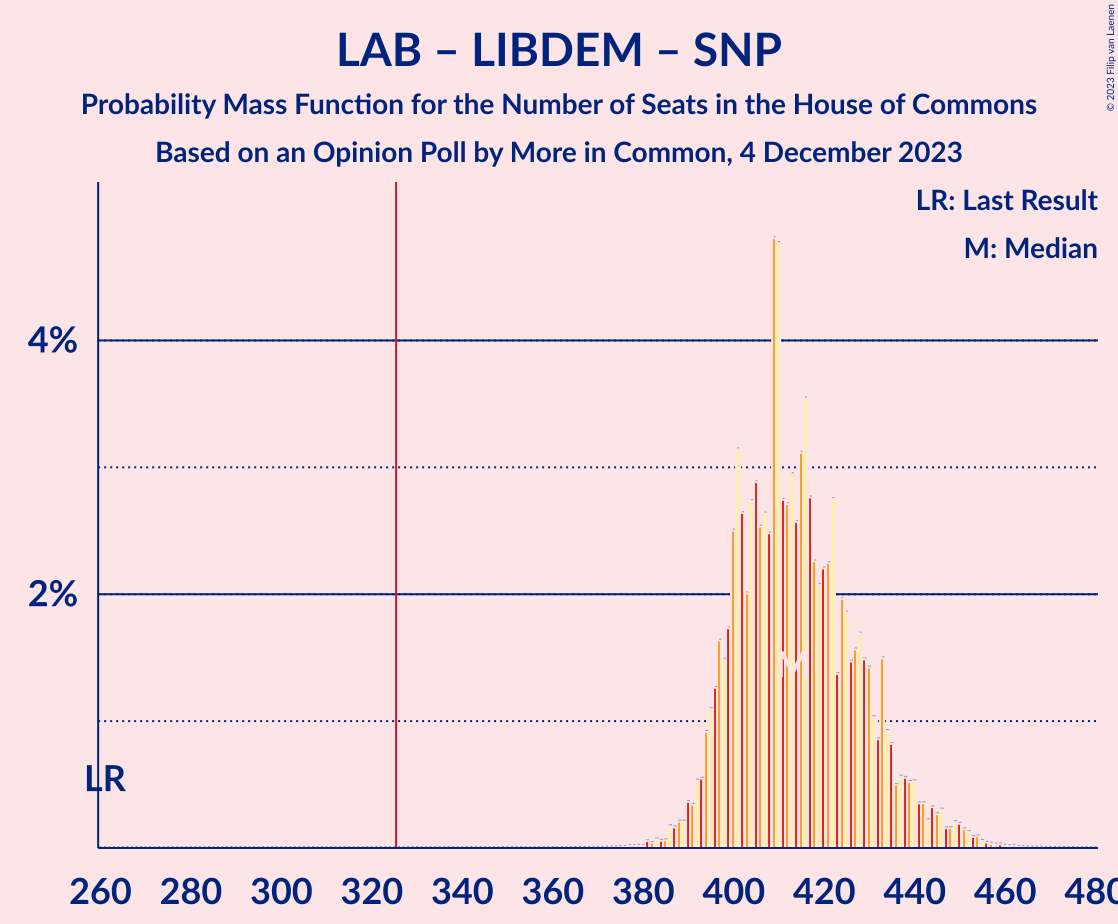 LAB – LIBDEM – SNP
Probability Mass Function for the Number of Seats in the House of Commons
Based on an Opinion Poll by More in Common, 4 December 2023
© 2023 Filip van Laenen
LR: Last Result
M: Median
4%
2%
LR
M
260 280 300 320 340 360 380 400 420 440 460 480